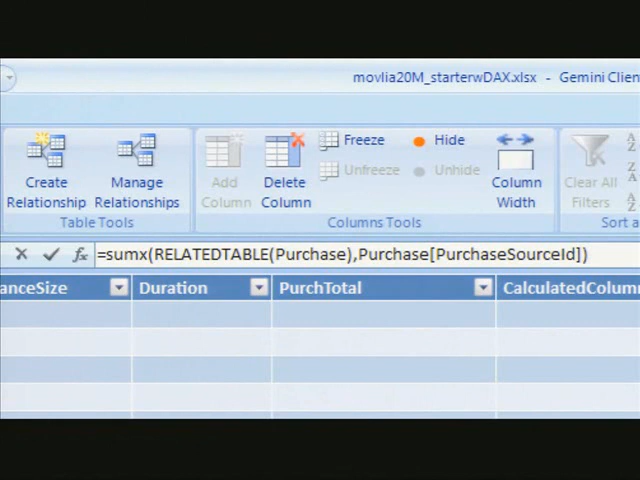 movlia20M_starterwDAX.xlsx - Gemini Clien
Create
Relationship
Manage
Relationships
Table Tools
Add
Column
Delete
Column
Freeze
Unfreeze
Hide
Unhide
Column
Width
Columns Tools
Clear All
Filters
Sort a
=sumx(RELATEDTABLE(Purchase),Purchase[PurchaseSourceId])
anceSize Duration PurchTotal CalculatedColumn